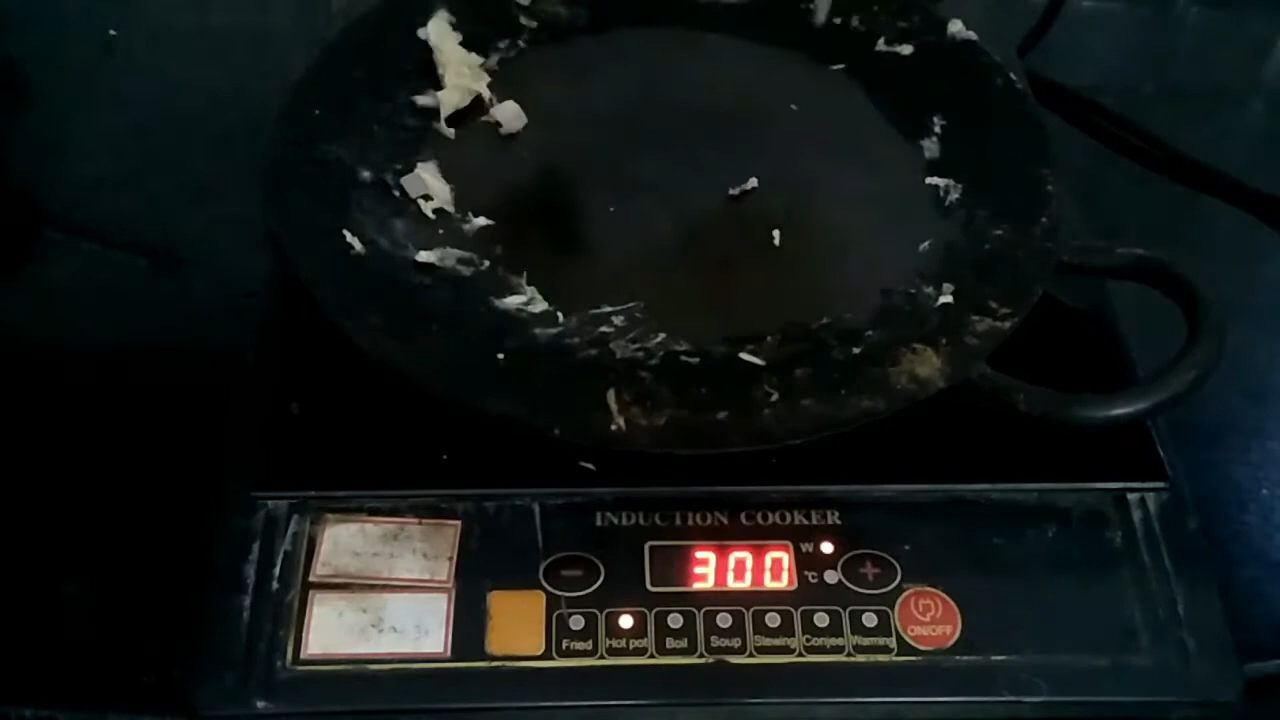 INDUCTION COOKER
300
W
°C
− +
Fried Hot pot Boil Soup Stewing Conjee Warming
ON/OFF